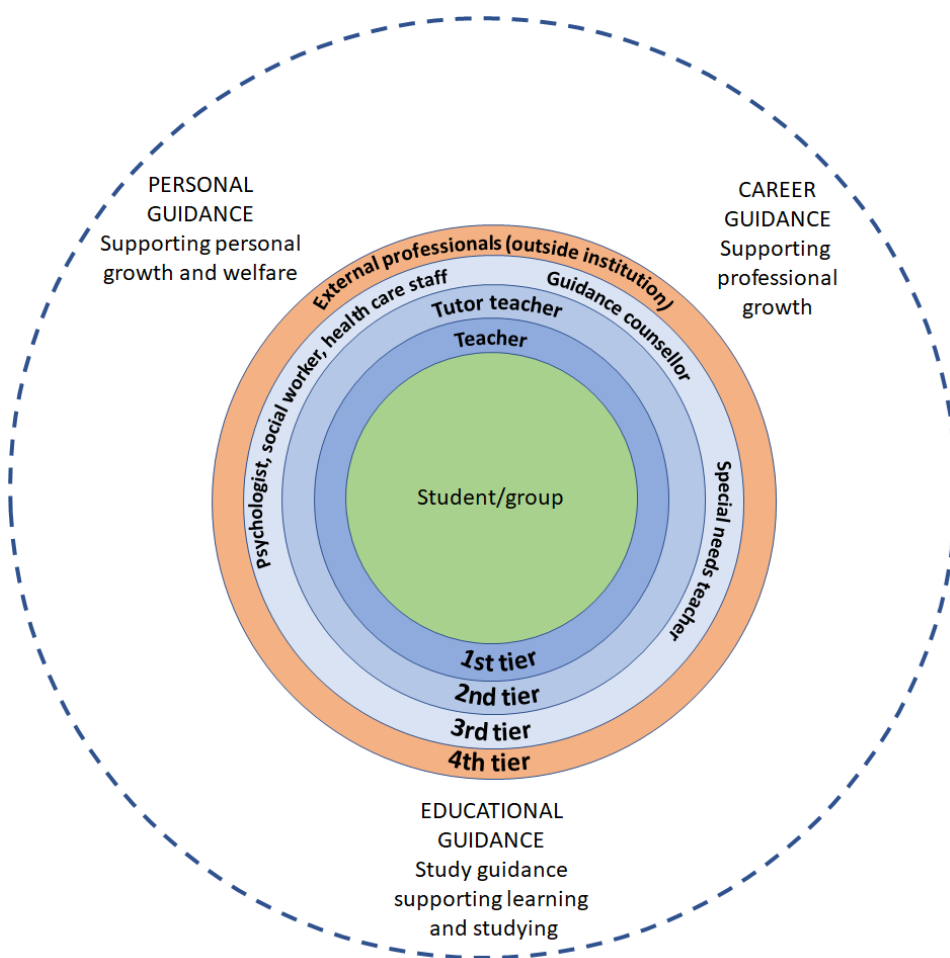 PERSONAL
GUIDANCE
Supporting personal
growth and welfare
CAREER
GUIDANCE
Supporting
professional
growth
External professionals (outside institution)
Psychologist, social worker, health care staff
Guidance counsellor
Special needs teacher
Tutor teacher
Teacher
Student/group
1st tier
2nd tier
3rd tier
4th tier
EDUCATIONAL
GUIDANCE
Study guidance
supporting learning
and studying